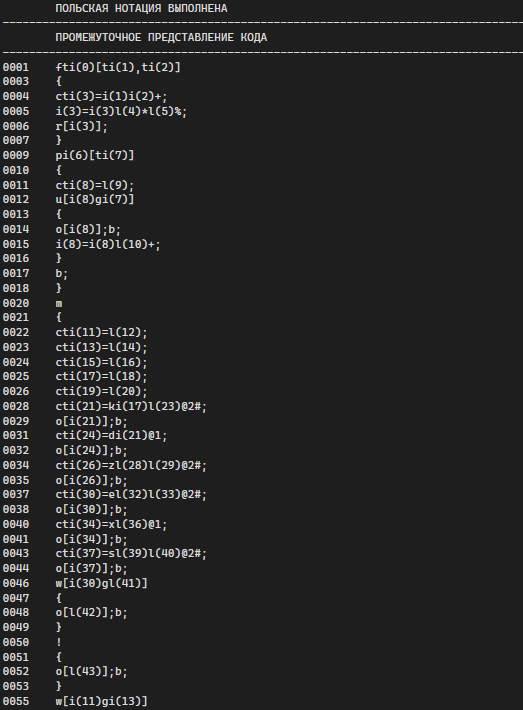 ПОЛЬСКАЯ НОТАЦИЯ ВЫПОЛНЕНА
ПРОМЕЖУТОЧНОЕ ПРЕДСТАВЛЕНИЕ КОДА
0001 fti(0)[ti(1),ti(2)]
0003 {
0004 cti(3)=i(1)i(2)+;
0005 i(3)=i(3)l(4)*l(5)%;
0006 r[i(3)];
0007 }
0009 pi(6)[ti(7)]
0010 {
0011 cti(8)=l(9);
0012 u[i(8)gi(7)]
0013 {
0014 o[i(8)];b;
0015 i(8)=i(8)l(10)+;
0016 }
0017 b;
0018 }
0020 m
0021 {
0022 cti(11)=l(12);
0023 cti(13)=l(14);
0024 cti(15)=l(16);
0025 cti(17)=l(18);
0026 cti(19)=l(20);
0028 cti(21)=ki(17)l(23)@2#;
0029 o[i(21)];b;
0031 cti(24)=di(21)@1;
0032 o[i(24)];b;
0034 cti(26)=zl(28)l(29)@2#;
0035 o[i(26)];b;
0037 cti(30)=el(32)l(33)@2#;
0038 o[i(30)];b;
0040 cti(34)=xl(36)@1;
0041 o[i(34)];b;
0043 cti(37)=sl(39)l(40)@2#;
0044 o[i(37)];b;
0046 w[i(30)gl(41)]
0047 {
0048 o[l(42)];b;
0049 }
0050 !
0051 {
0052 o[l(43)];b;
0053 }
0055 w[i(11)gi(13)]